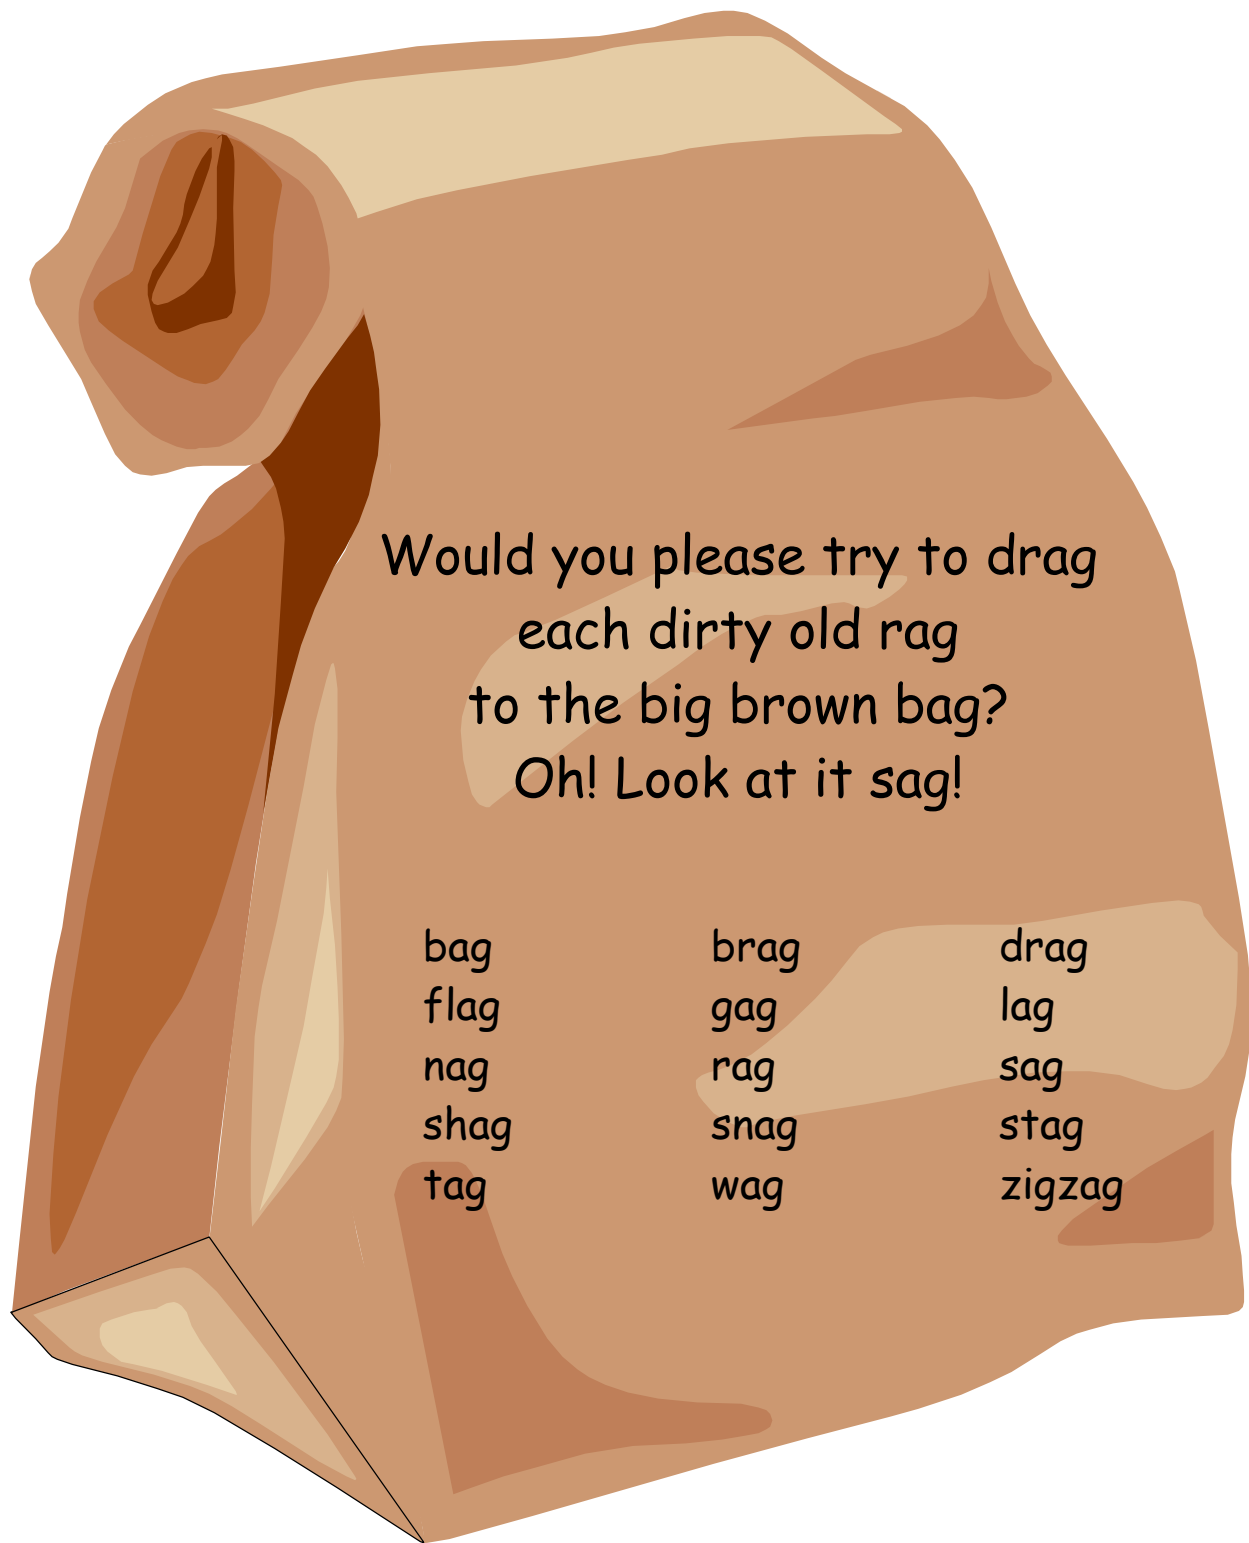 Would you please try to drag
each dirty old rag
to the big brown bag?
Oh! Look at it sag!
bag brag drag
flag gag lag
nag rag sag
shag snag stag
tag wag zigzag